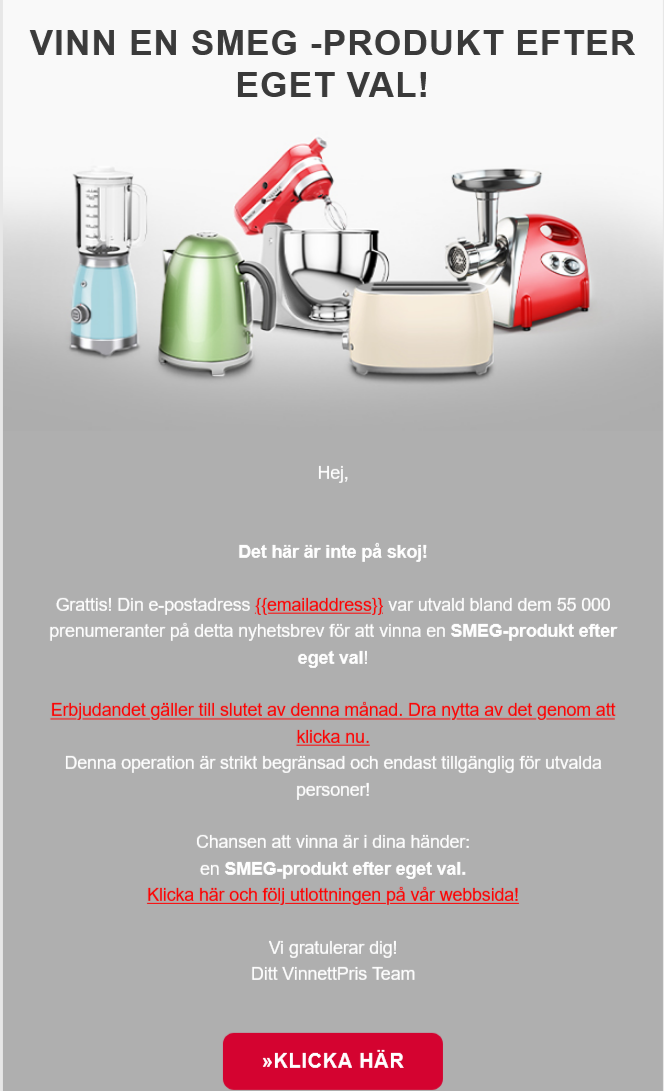 VINN EN SMEG -PRODUKT EFTER
EGET VAL!
Hej,
Det här är inte på skoj!
Grattis! Din e-postadress {{emailaddress}} var utvald bland dem 55 000
prenumeranter på detta nyhetsbrev för att vinna en SMEG-produkt efter
eget val!
Erbjudandet gäller till slutet av denna månad. Dra nytta av det genom att
klicka nu.
Denna operation är strikt begränsad och endast tillgänglig för utvalda
personer!
Chansen att vinna är i dina händer:
en SMEG-produkt efter eget val.
Klicka här och följ utlottningen på vår webbsida!
Vi gratulerar dig!
Ditt VinnettPris Team
»KLICKA HÄR